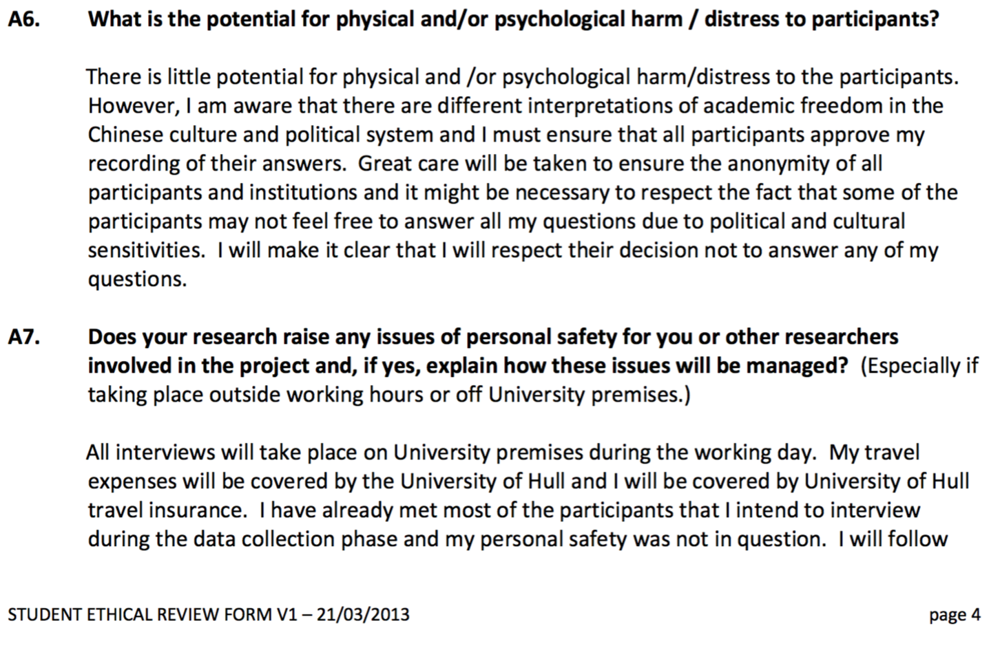 A6. What is the potential for physical and/or psychological harm / distress to participants?
There is little potential for physical and /or psychological harm/distress to the participants.
However, I am aware that there are different interpretations of academic freedom in the
Chinese culture and political system and I must ensure that all participants approve my
recording of their answers. Great care will be taken to ensure the anonymity of all
participants and institutions and it might be necessary to respect the fact that some of the
participants may not feel free to answer all my questions due to political and cultural
sensitivities. I will make it clear that I will respect their decision not to answer any of my
questions.
A7. Does your research raise any issues of personal safety for you or other researchers
involved in the project and, if yes, explain how these issues will be managed? (Especially if
taking place outside working hours or off University premises.)
All interviews will take place on University premises during the working day. My travel
expenses will be covered by the University of Hull and I will be covered by University of Hull
travel insurance. I have already met most of the participants that I intend to interview
during the data collection phase and my personal safety was not in question. I will follow
STUDENT ETHICAL REVIEW FORM V1 – 21/03/2013 page 4